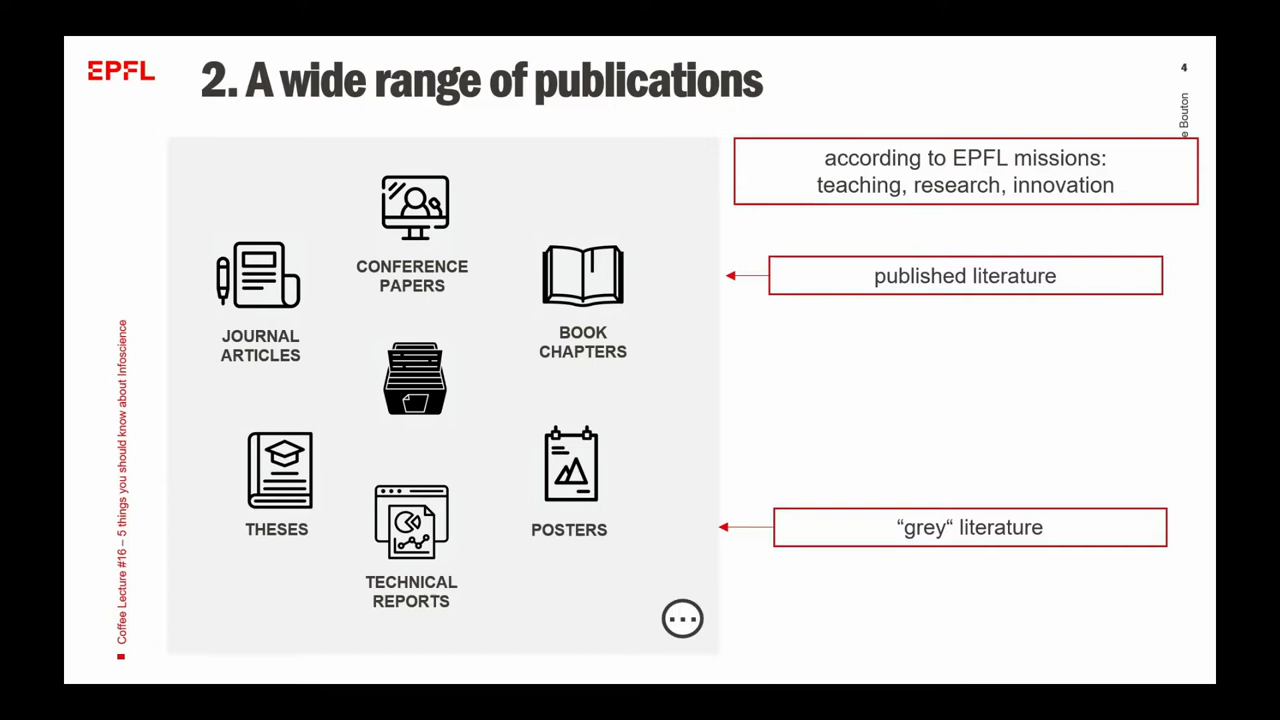 EPFL
2. A wide range of publications
4
e Bouton
according to EPFL missions:
teaching, research, innovation
CONFERENCE
PAPERS
JOURNAL
ARTICLES
BOOK
CHAPTERS
published literature
THESES
TECHNICAL
REPORTS
POSTERS
“grey“ literature
Coffee Lecture #16 – 5 things you should know about Infoscience